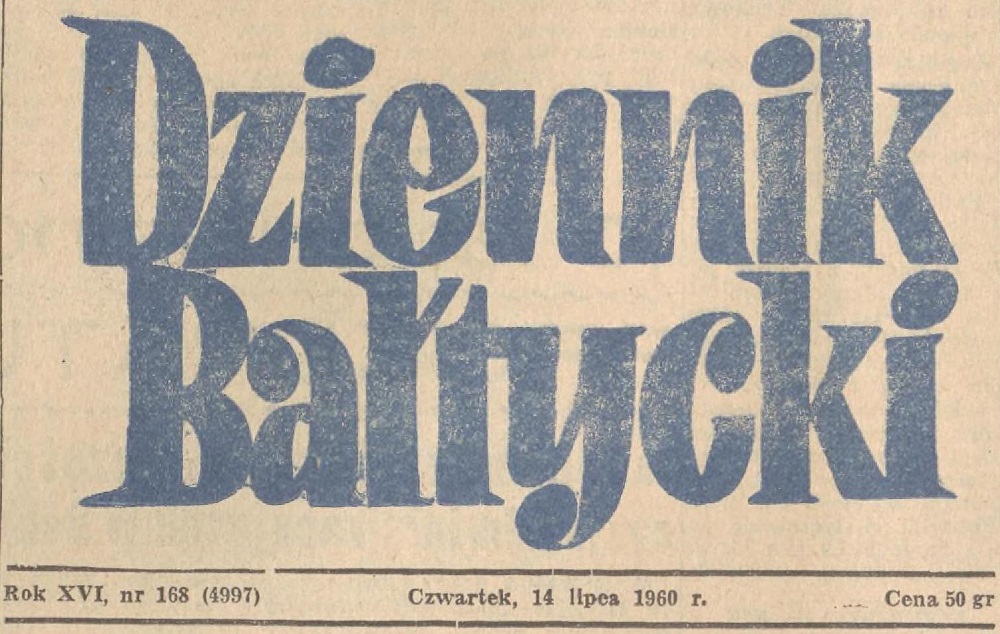 Dziennik
Bałtycki
Rok XVI, nr 168 (4997) Czwartek, 14 lipca 1960 r. Cena 50 gr